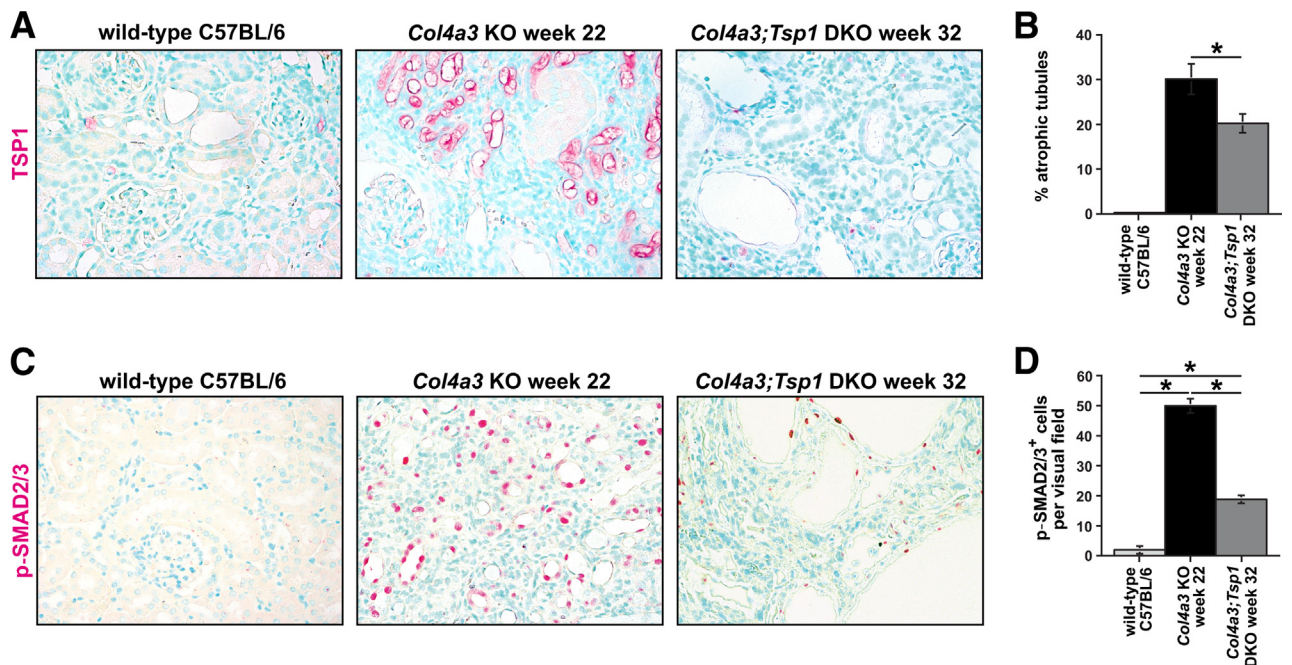 A
wild-type C57BL/6
Col4a3 KO week 22
Col4a3;Tsp1 DKO week 32
TSP1
B
% atrophic tubules
40
30
20
10
0
*
wild-type
C57BL/6
Col4a3 KO
week 22
Col4a3;Tsp1
DKO week 32
C
wild-type C57BL/6
Col4a3 KO week 22
Col4a3;Tsp1 DKO week 32
p-SMAD2/3
D
p-SMAD2/3+ cells
per visual field
60
50
40
30
20
10
0
*
* *
wild-type
C57BL/6
Col4a3 KO
week 22
Col4a3;Tsp1
DKO week 32